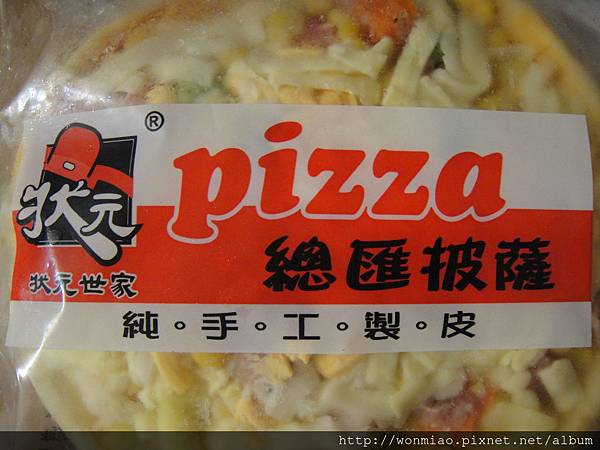 ®
pizza
狀元
總匯披薩
狀元世家
純。手。工。製。皮
http://wonmiao.pixnet.net/album